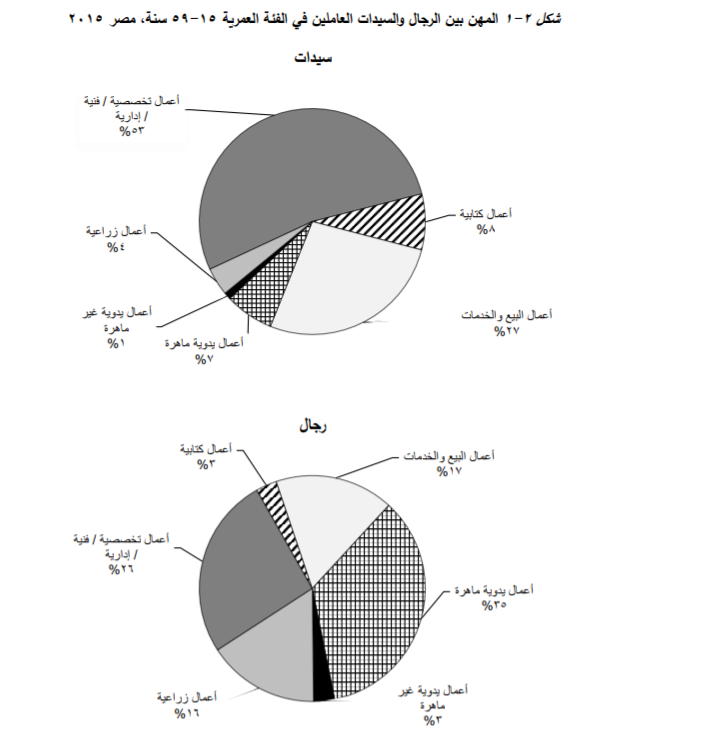 شكل ٢-١ المهن بين الرجال والسيدات العاملين في الفئة العمرية ١٥-٥٩ سنة، مصر ٢٠١٥
سيدات
أعمال تخصصية / فنية
/ إدارية
%٥٣
أعمال كتابية
%٨
أعمال زراعية
%٤
أعمال يدوية غير
ماهرة
%١
أعمال يدوية ماهرة
%٧
أعمال البيع والخدمات
%٢٧
رجال
أعمال كتابية
%٣
أعمال البيع والخدمات
%١٧
أعمال تخصصية / فنية
/ إدارية
%٢٦
أعمال يدوية ماهرة
%٣٥
أعمال زراعية
%١٦
أعمال يدوية غير
ماهرة
%٣